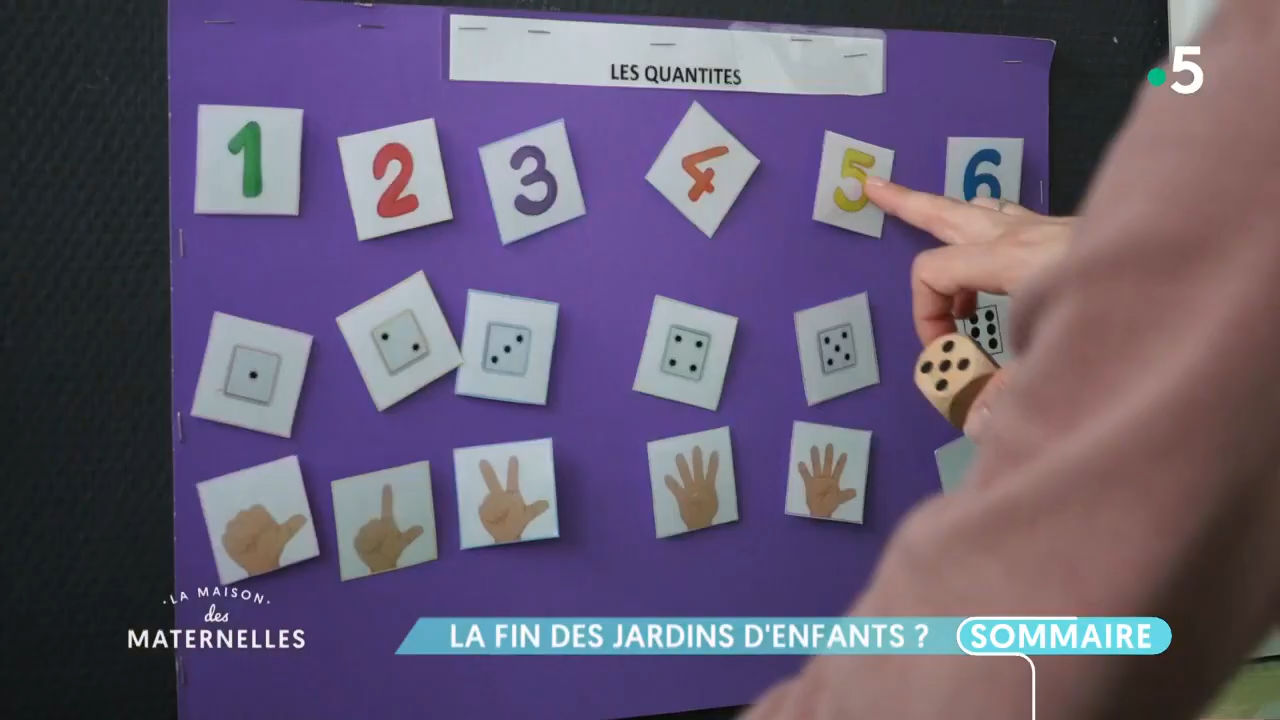 LES QUANTITES
5
1 2 3 4 5 6
.LA MAISON.
des
MATERNELLES
LA FIN DES JARDINS D'ENFANTS ? SOMMAIRE